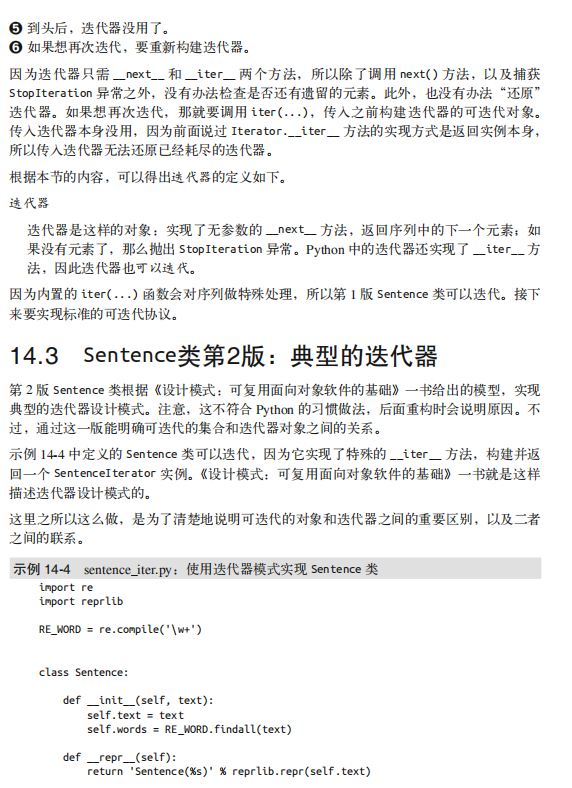 ❺ 到头后，迭代器没用了。
❻ 如果想再次迭代，要重新构建迭代器。
因为迭代器只需 __next__ 和 __iter__ 两个方法，所以除了调用 next() 方法，以及捕获
StopIteration 异常之外，没有办法检查是否还有遗留的元素。此外，也没有办法“还原”
迭代器。如果想再次迭代，那就要调用 iter(...)，传入之前构建迭代器的可迭代对象。
传入迭代器本身没用，因为前面说过 Iterator.__iter__ 方法的实现方式是返回实例本身，
所以传入迭代器无法还原已经耗尽的迭代器。
根据本节的内容，可以得出迭代器的定义如下。
迭代器
迭代器是这样的对象：实现了无参数的 __next__ 方法，返回序列中的下一个元素；如
果没有元素了，那么抛出 StopIteration 异常。Python 中的迭代器还实现了 __iter__ 方
法，因此迭代器也可以迭代。
因为内置的 iter(...) 函数会对序列做特殊处理，所以第 1 版 Sentence 类可以迭代。接下
来要实现标准的可迭代协议。
14.3 Sentence类第2版：典型的迭代器
第 2 版 Sentence 类根据《设计模式：可复用面向对象软件的基础》一书给出的模型，实现
典型的迭代器设计模式。注意，这不符合 Python 的习惯做法，后面重构时会说明原因。不
过，通过这一版能明确可迭代的集合和迭代器对象之间的关系。
示例 14-4 中定义的 Sentence 类可以迭代，因为它实现了特殊的 __iter__ 方法，构建并返
回一个 SentenceIterator 实例。《设计模式：可复用面向对象软件的基础》一书就是这样
描述迭代器设计模式的。
这里之所以这么做，是为了清楚地说明可迭代的对象和迭代器之间的重要区别，以及二者
之间的联系。
示例 14-4 sentence_iter.py：使用迭代器模式实现 Sentence 类
import re
import reprlib
RE_WORD = re.compile('\w+')
class Sentence:
def __init__(self, text):
self.text = text
self.words = RE_WORD.findall(text)
def __repr__(self):
return 'Sentence(%s)' % reprlib.repr(self.text)